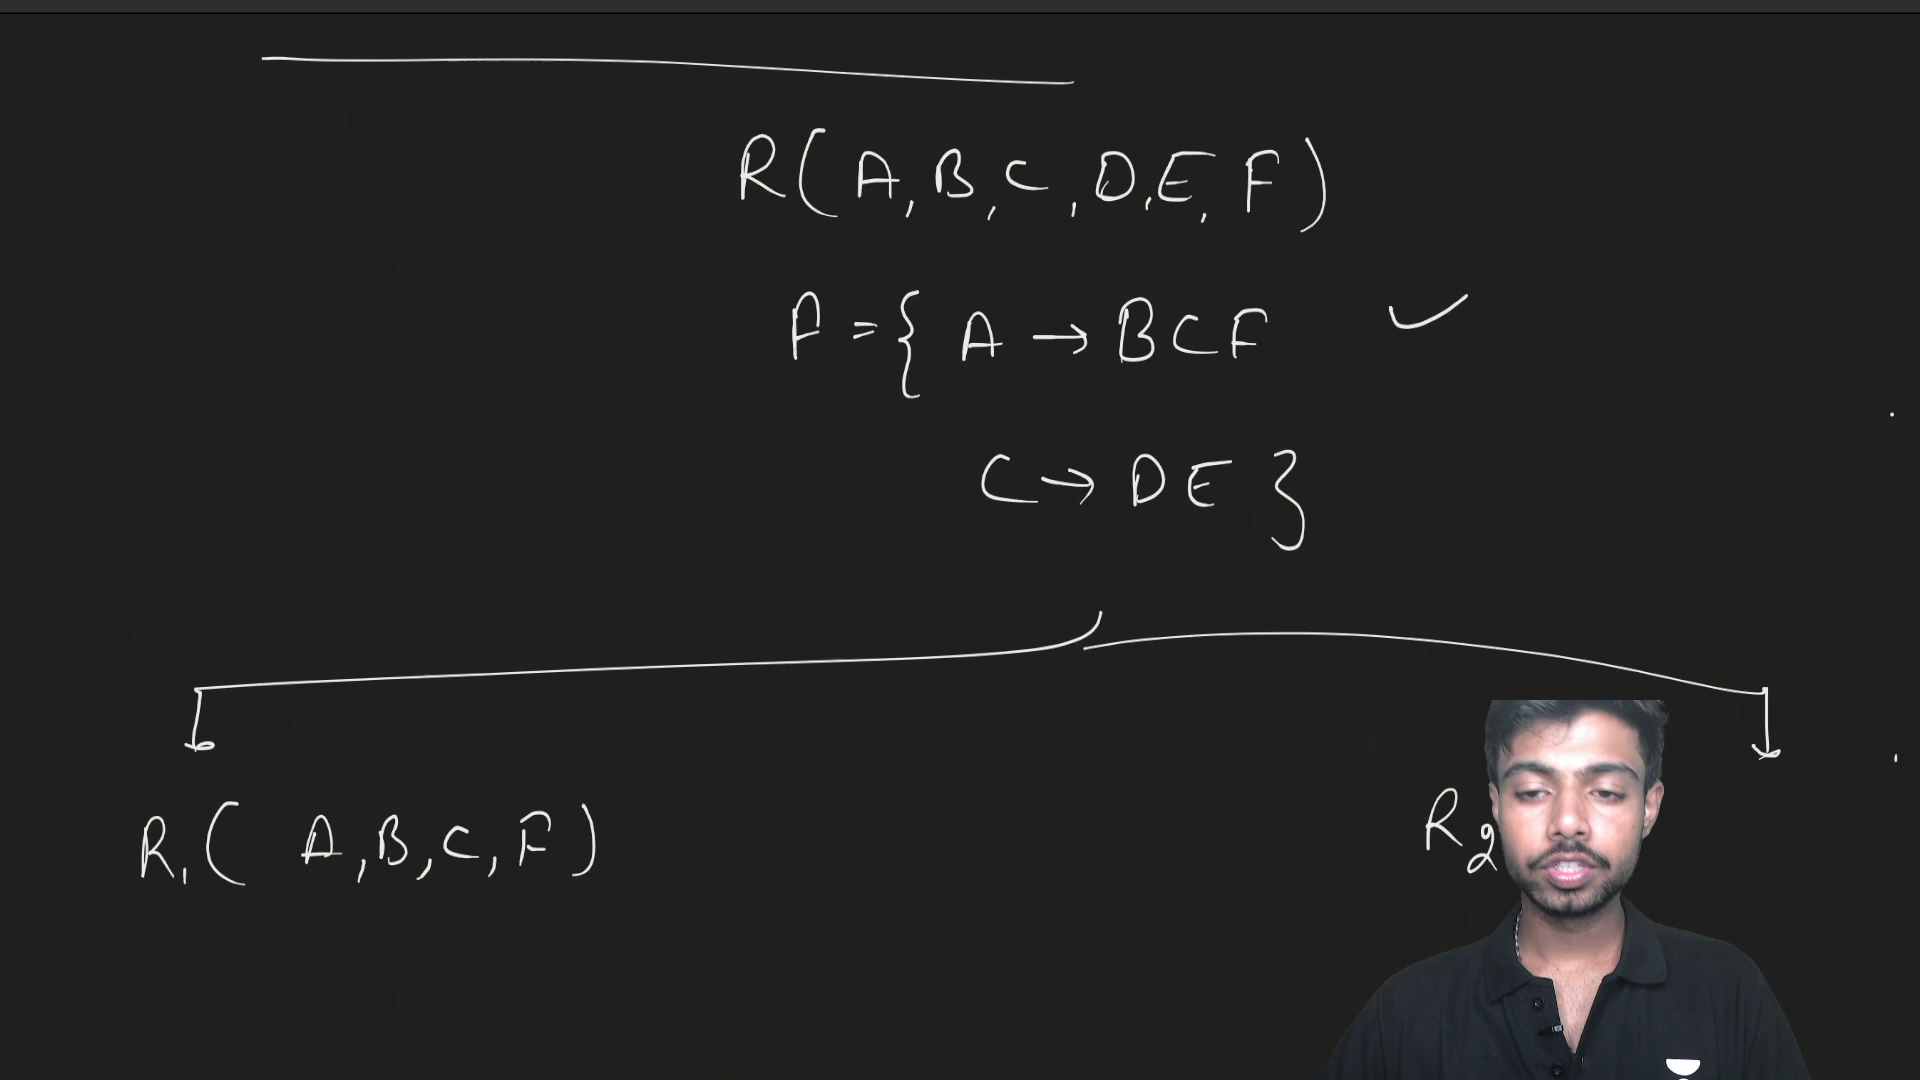 R(A,B,C,D,E,F)
F={ A → BCF
C → DE }
R1( A,B,C,F)
R2